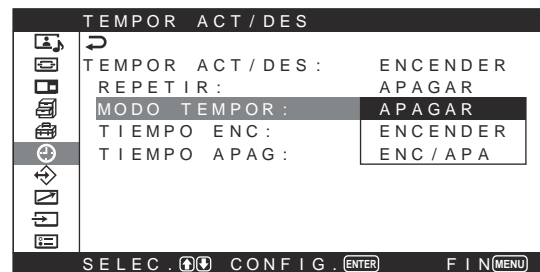 TEMPOR ACT/DES
TEMPOR ACT/DES: ENCENDER
REPETIR: APAGAR
MODO TEMPOR: APAGAR
TIEMPO ENC: ENCENDER
TIEMPO APAG: ENC/APA
SELEC. CONFIG. ENTER FIN MENU